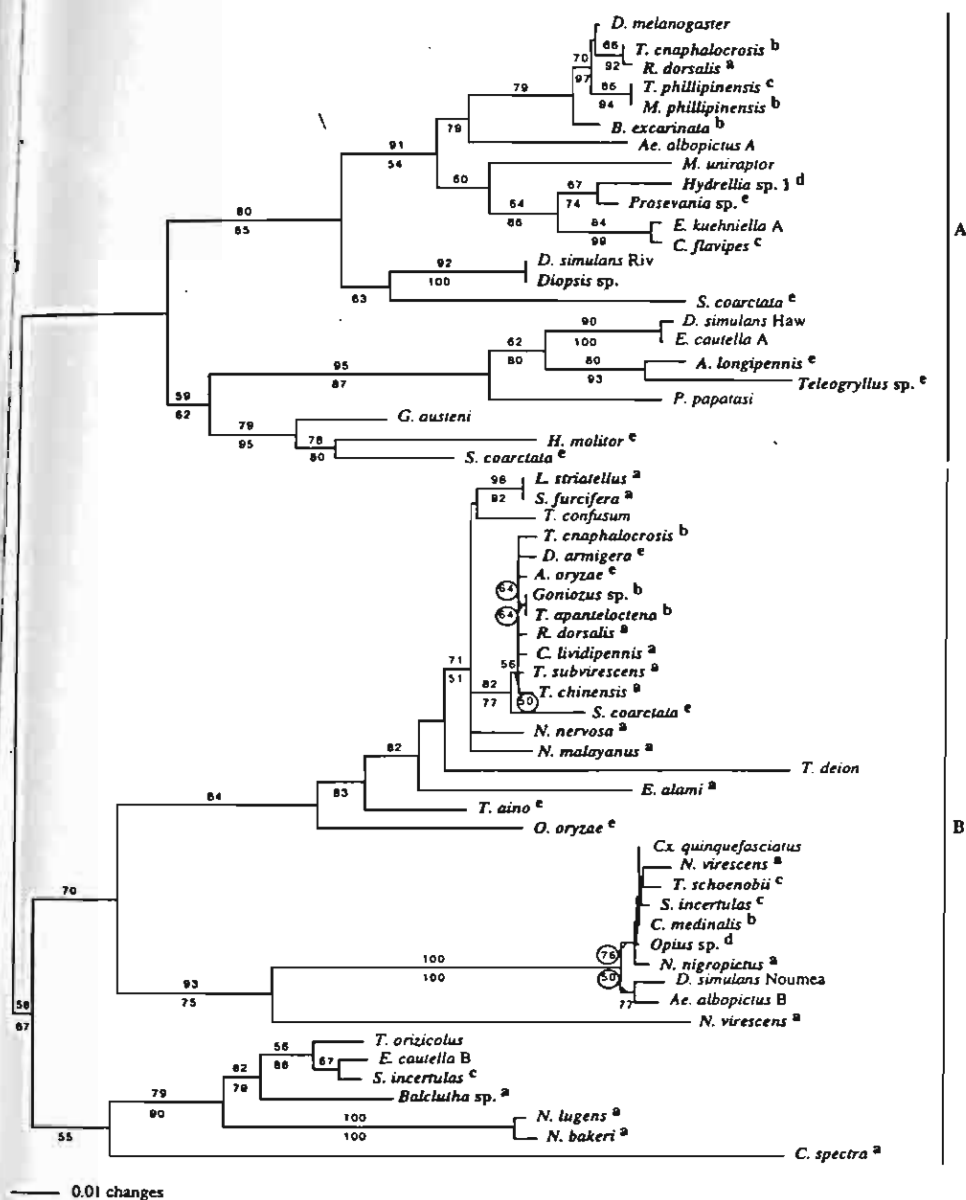 D. melanogaster
66
T. cnaphalocrosis b
70
92
R. dorsalis a
97
86
T. phillipinensis c
79
94
M. phillipinensis b
B. excarinata b
79
Ae. albopictus A
91
54
M. uniraptor
60
67
Hydrellia sp. 1 d
64
74
Prosevania sp. e
86
84
E. kuehniella A
80
99
C. flavipes c
65
A
92
D. simulans Riv
100
Diopsis sp.
63
S. coarctata e
90
D. simulans Haw
62
100
E. cautella A
95
80
80
A. longipennis e
87
93
Teleogryllus sp. e
59
P. papatasi
62
79
G. austeni
95
78
H. molitor e
80
S. coarctata e
96
L. striatellus a
92
S. furcifera a
T. confusum
T. cnaphalocrosis b
D. armigera e
A. oryzae e
64
Goniozus sp. b
64
T. apanteloctena b
R. dorsalis a
C. lividipennis a
71
56
T. subvirescens a
51
82
T. chinensis a
77
50
S. coarctata e
N. nervosa a
82
N. malayanus a
T. deion
84
83
E. alami a
T. aino e
O. oryzae e
B
Cx. quinquefasciatus
N. virescens a
70
T. schoenobii c
S. incertulas c
C. medinalis b
Opius sp. d
100
76
N. nigropictus a
93
100
50
D. simulans Noumea
75
77
Ae. albopictus B
58
N. virescens a
67
T. orizicolus
56
E. cautella B
82
86
67
S. incertulas c
79
79
Balclutha sp. a
90
100
N. lugens a
55
100
N. bakeri a
C. spectra a
0.01 changes